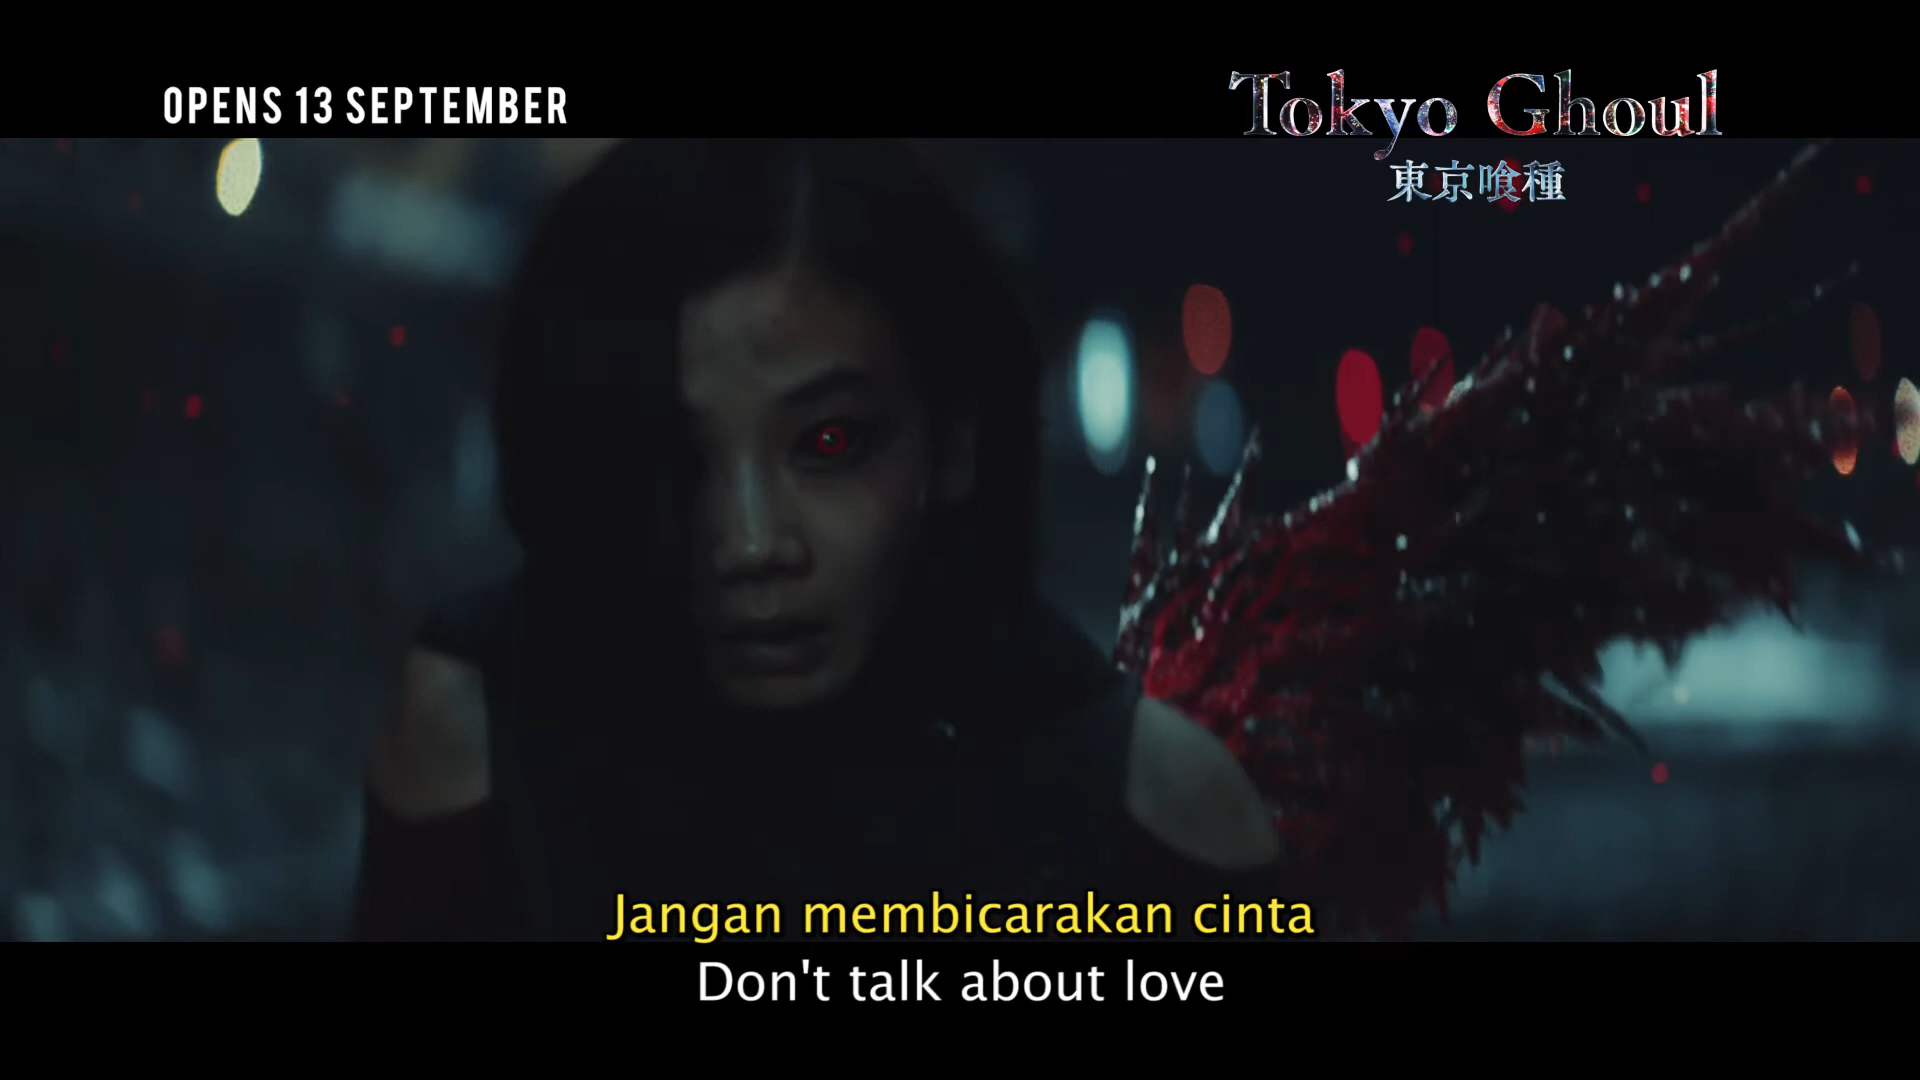 OPENS 13 SEPTEMBER
Tokyo Ghoul
東京喰種
Jangan membicarakan cinta
Don't talk about love